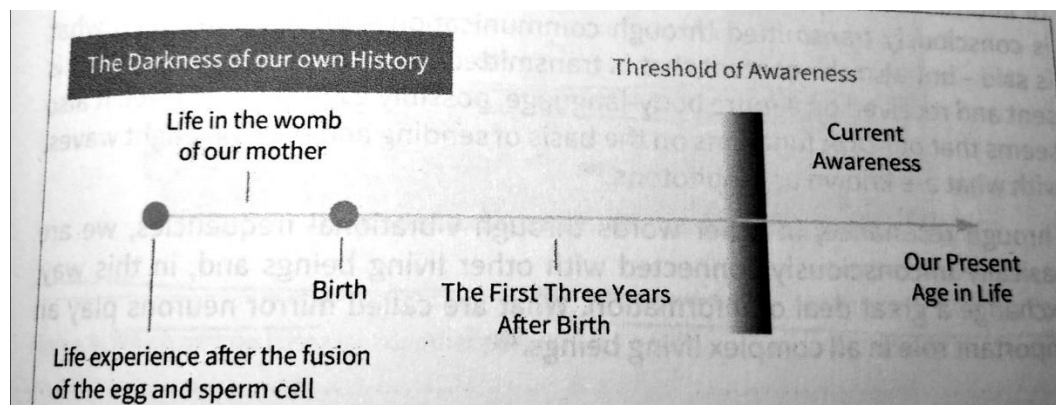 The Darkness of our own History
Threshold of Awareness
Life in the womb
of our mother
Current
Awareness
Birth
The First Three Years
After Birth
Our Present
Age in Life
Life experience after the fusion
of the egg and sperm cell